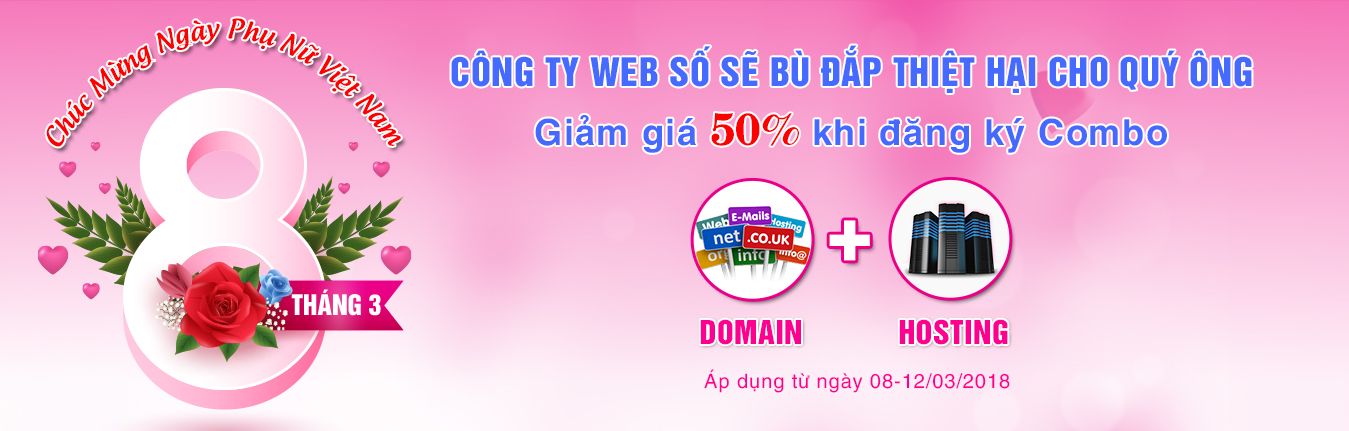 Chúc Mừng Ngày Phụ Nữ Việt Nam
8
THÁNG 3
CÔNG TY WEB SỐ SẼ BÙ ĐẮP THIỆT HẠI CHO QUÝ ÔNG
Giảm giá 50% khi đăng ký Combo
Web E-Mails Hosting
net .co.uk
info info@
+
DOMAIN HOSTING
Áp dụng từ ngày 08-12/03/2018